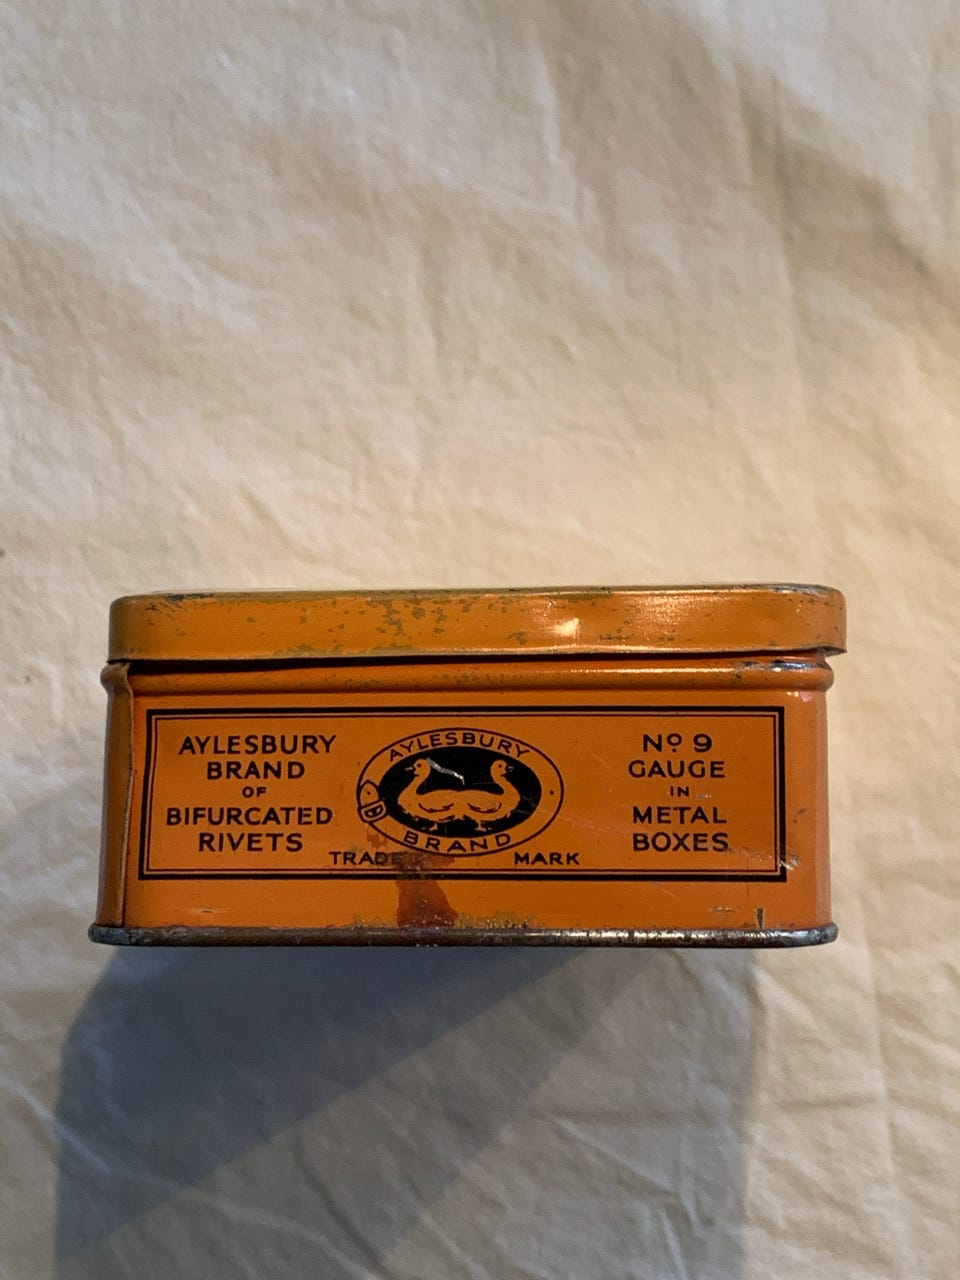 AYLESBURY
BRAND
OF
BIFURCATED
RIVETS
AYLESBURY
B
BRAND
TRADE MARK
Nº 9
GAUGE
IN
METAL
BOXES